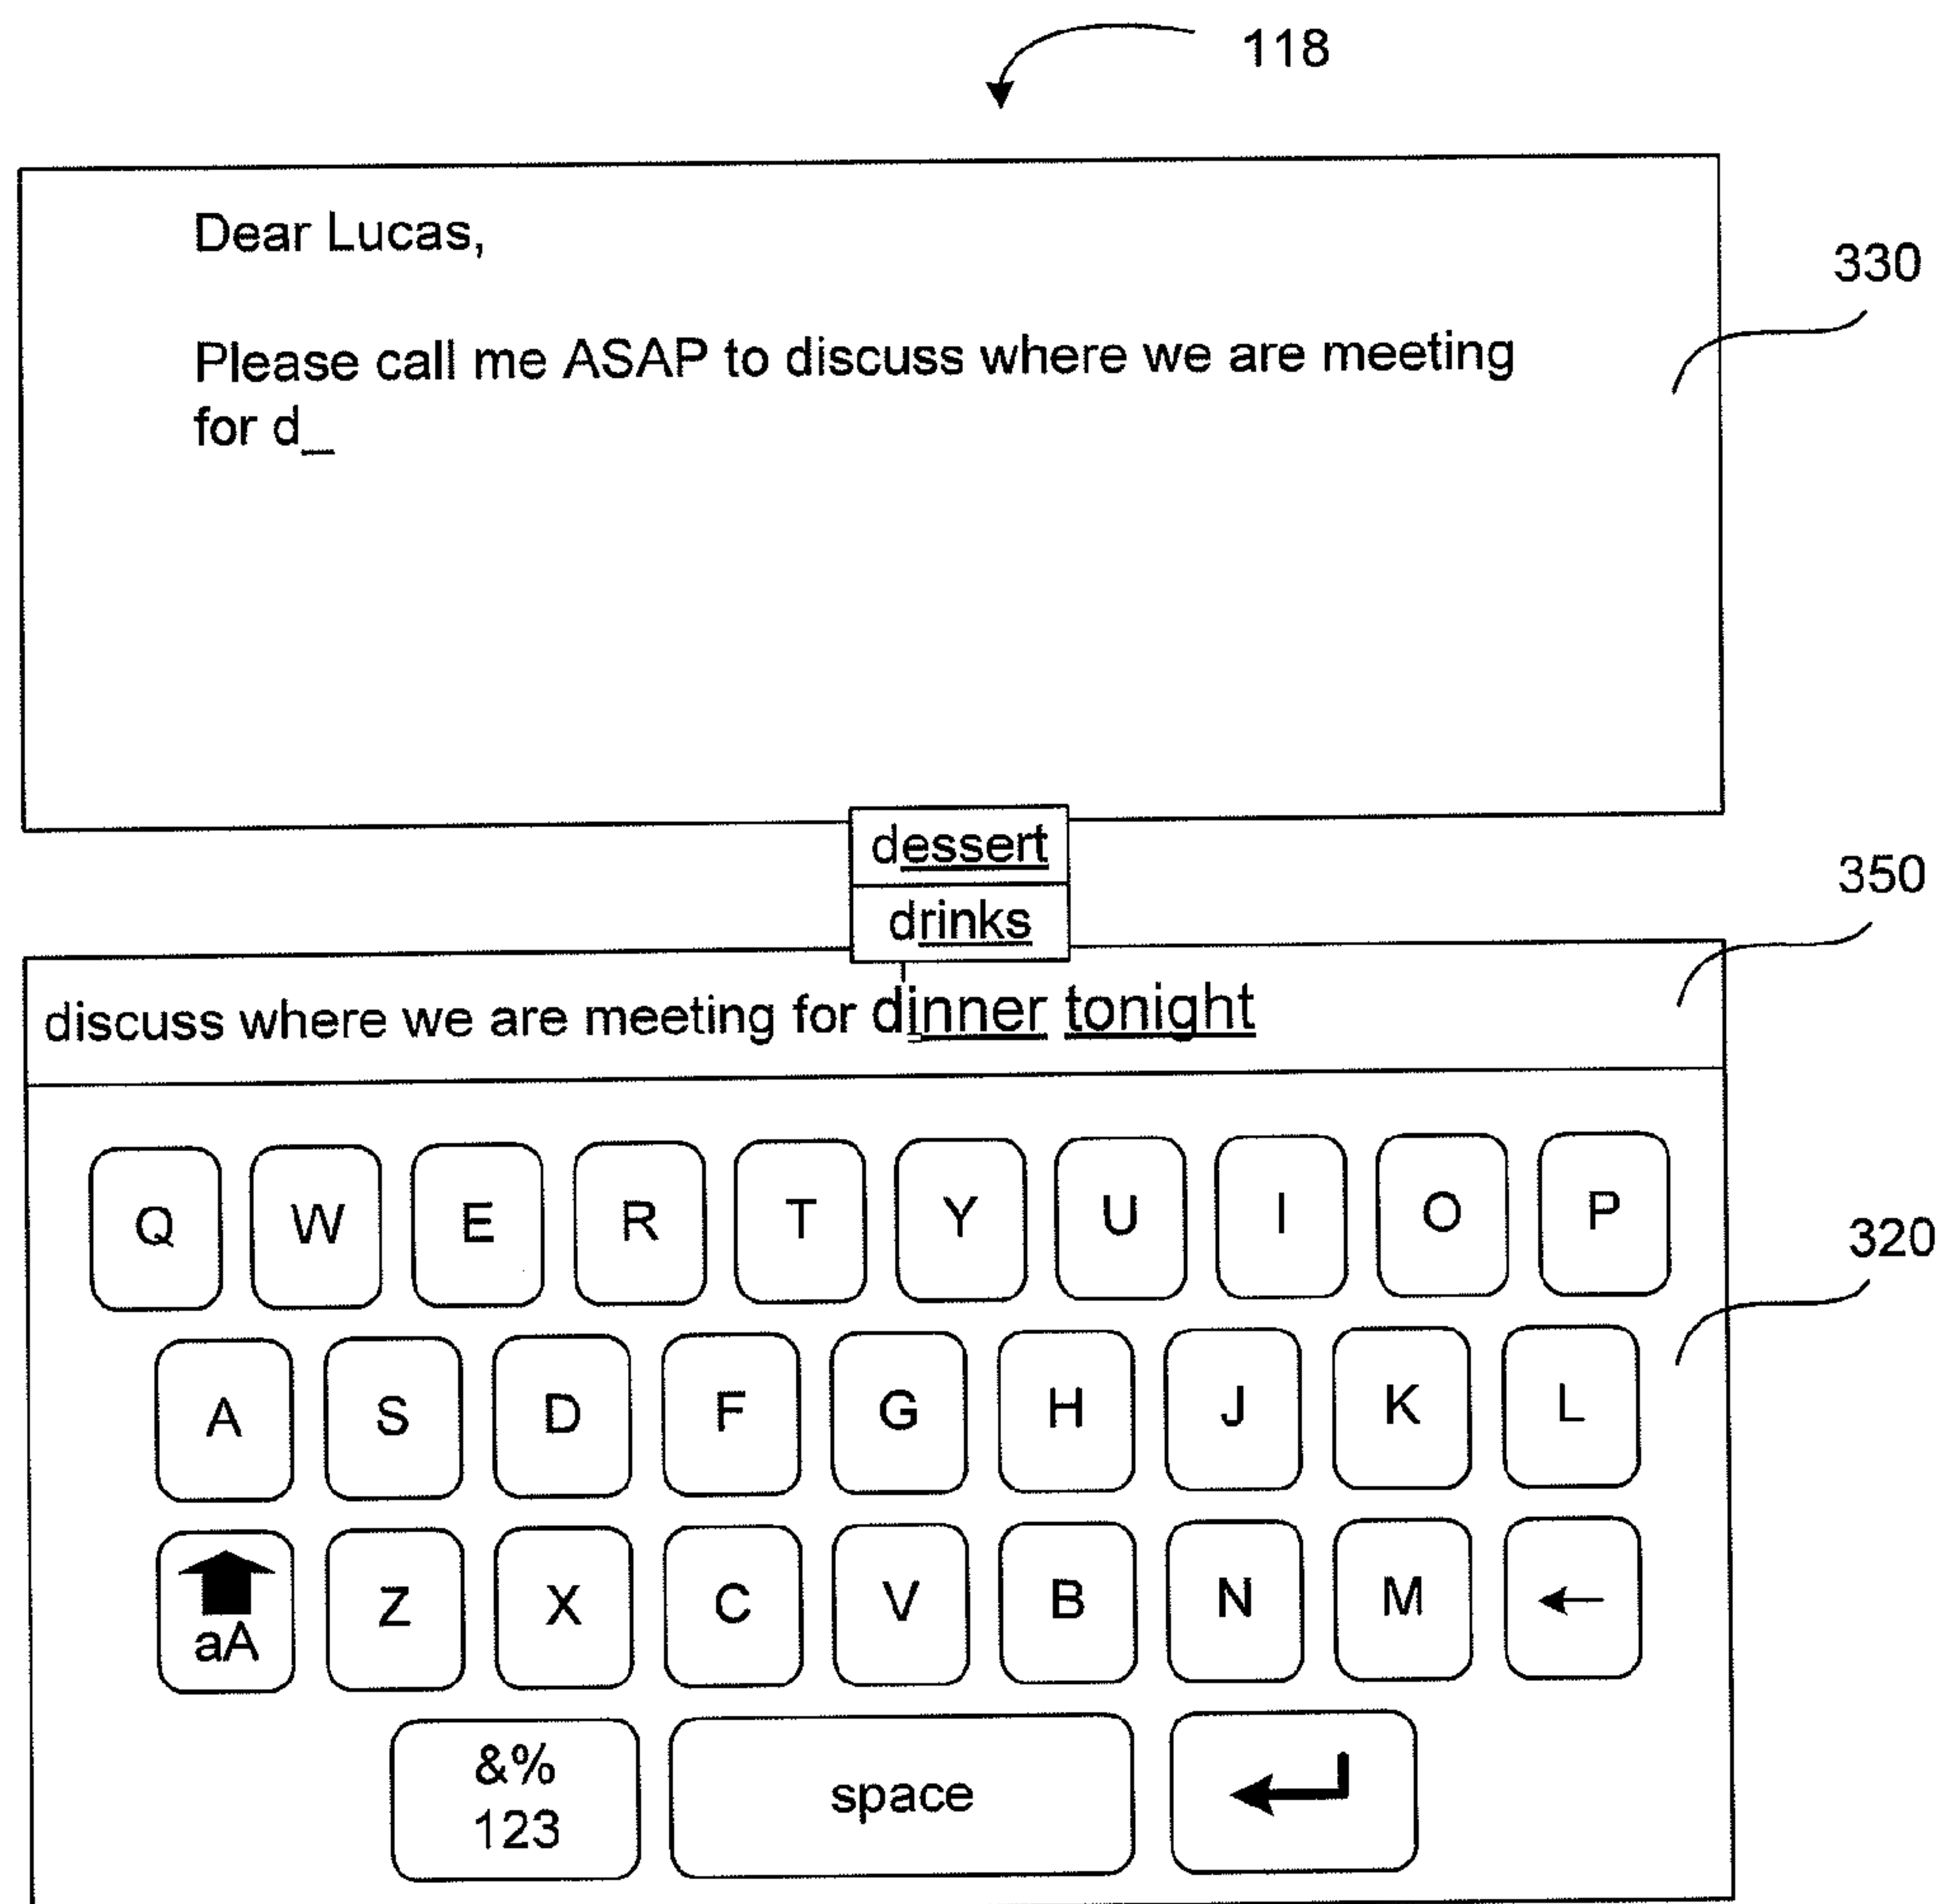 118
Dear Lucas,
330
Please call me ASAP to discuss where we are meeting
for d_
dessert
350
drinks
discuss where we are meeting for dinner tonight
Q W E R T Y U I O P
320
A S D F G H J K L
aA Z X C V B N M
&%
123
space